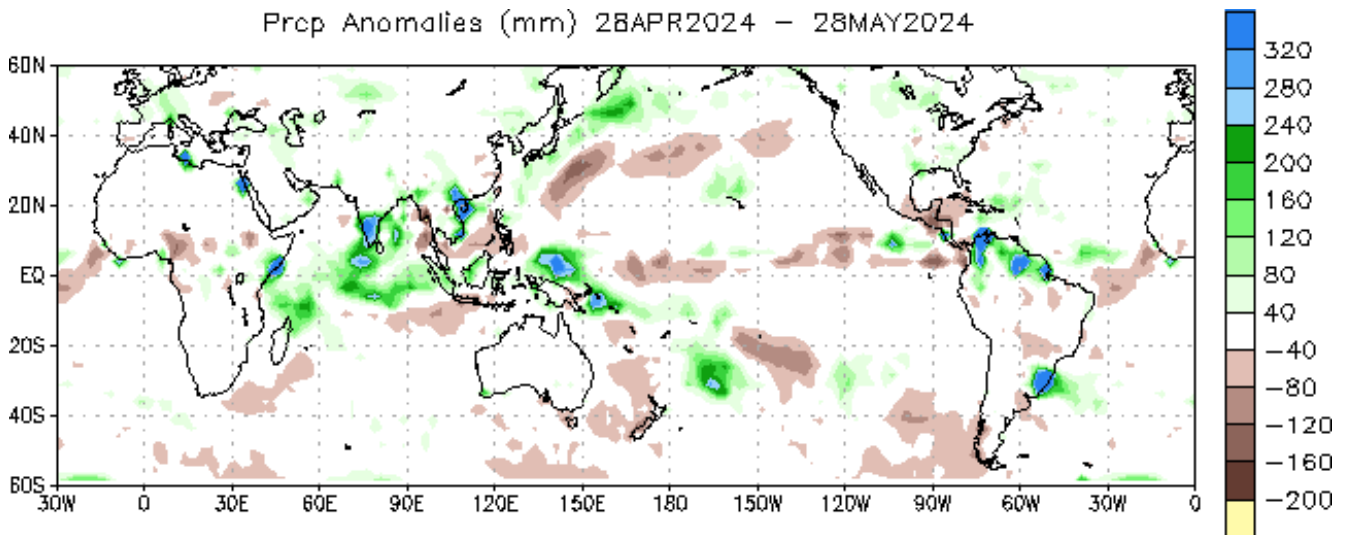 Prcp Anomalies (mm) 28APR2024 – 28MAY2024
60N
40N
20N
EQ
20S
40S
60S
30W 0 30E 60E 90E 120E 150E 180 150W 120W 90W 60W 30W 0
320
280
240
200
160
120
80
40
−40
−80
−120
−160
−200